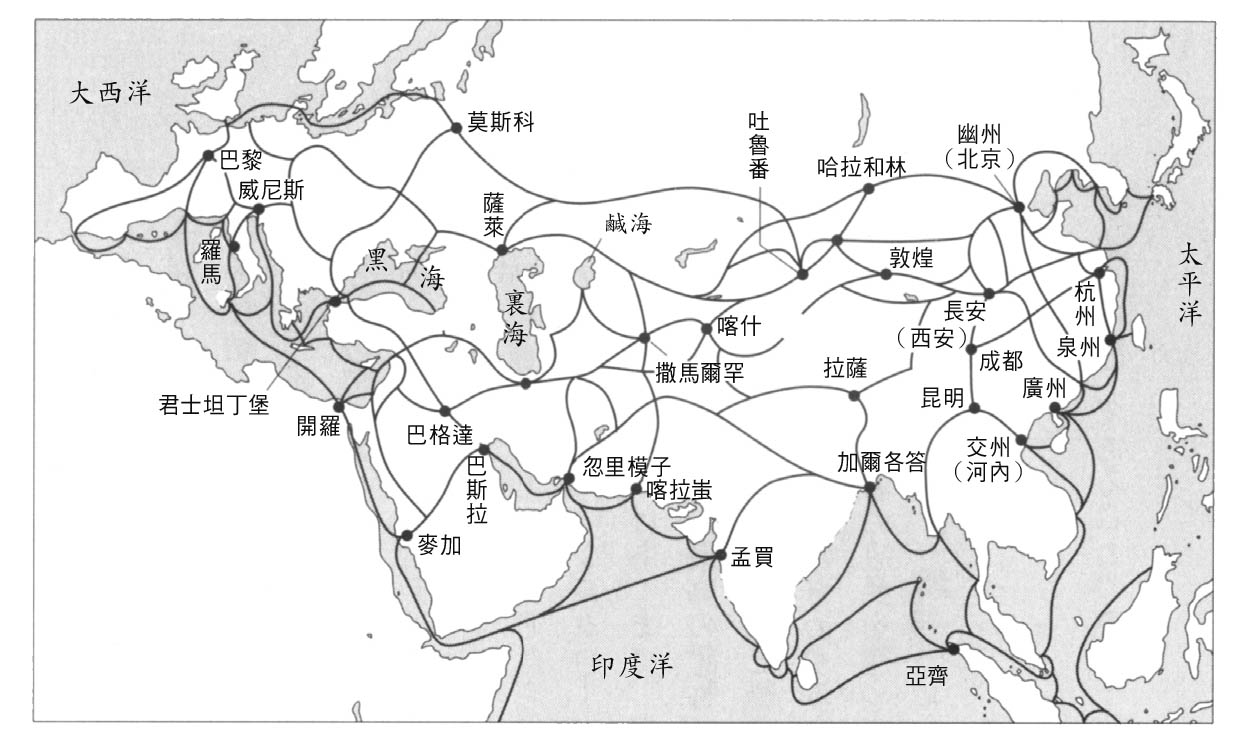 大西洋
莫斯科
巴黎
威尼斯
羅馬
薩萊
鹹海
黑海
裏海
吐魯番
哈拉和林
幽州
（北京）
敦煌
太平洋
杭州
長安
（西安）
泉州
喀什
撒馬爾罕
拉薩
成都
君士坦丁堡
開羅
巴格達
昆明
廣州
交州
（河內）
巴斯拉
忽里模子
喀拉蚩
加爾各答
麥加
孟買
印度洋
亞齊